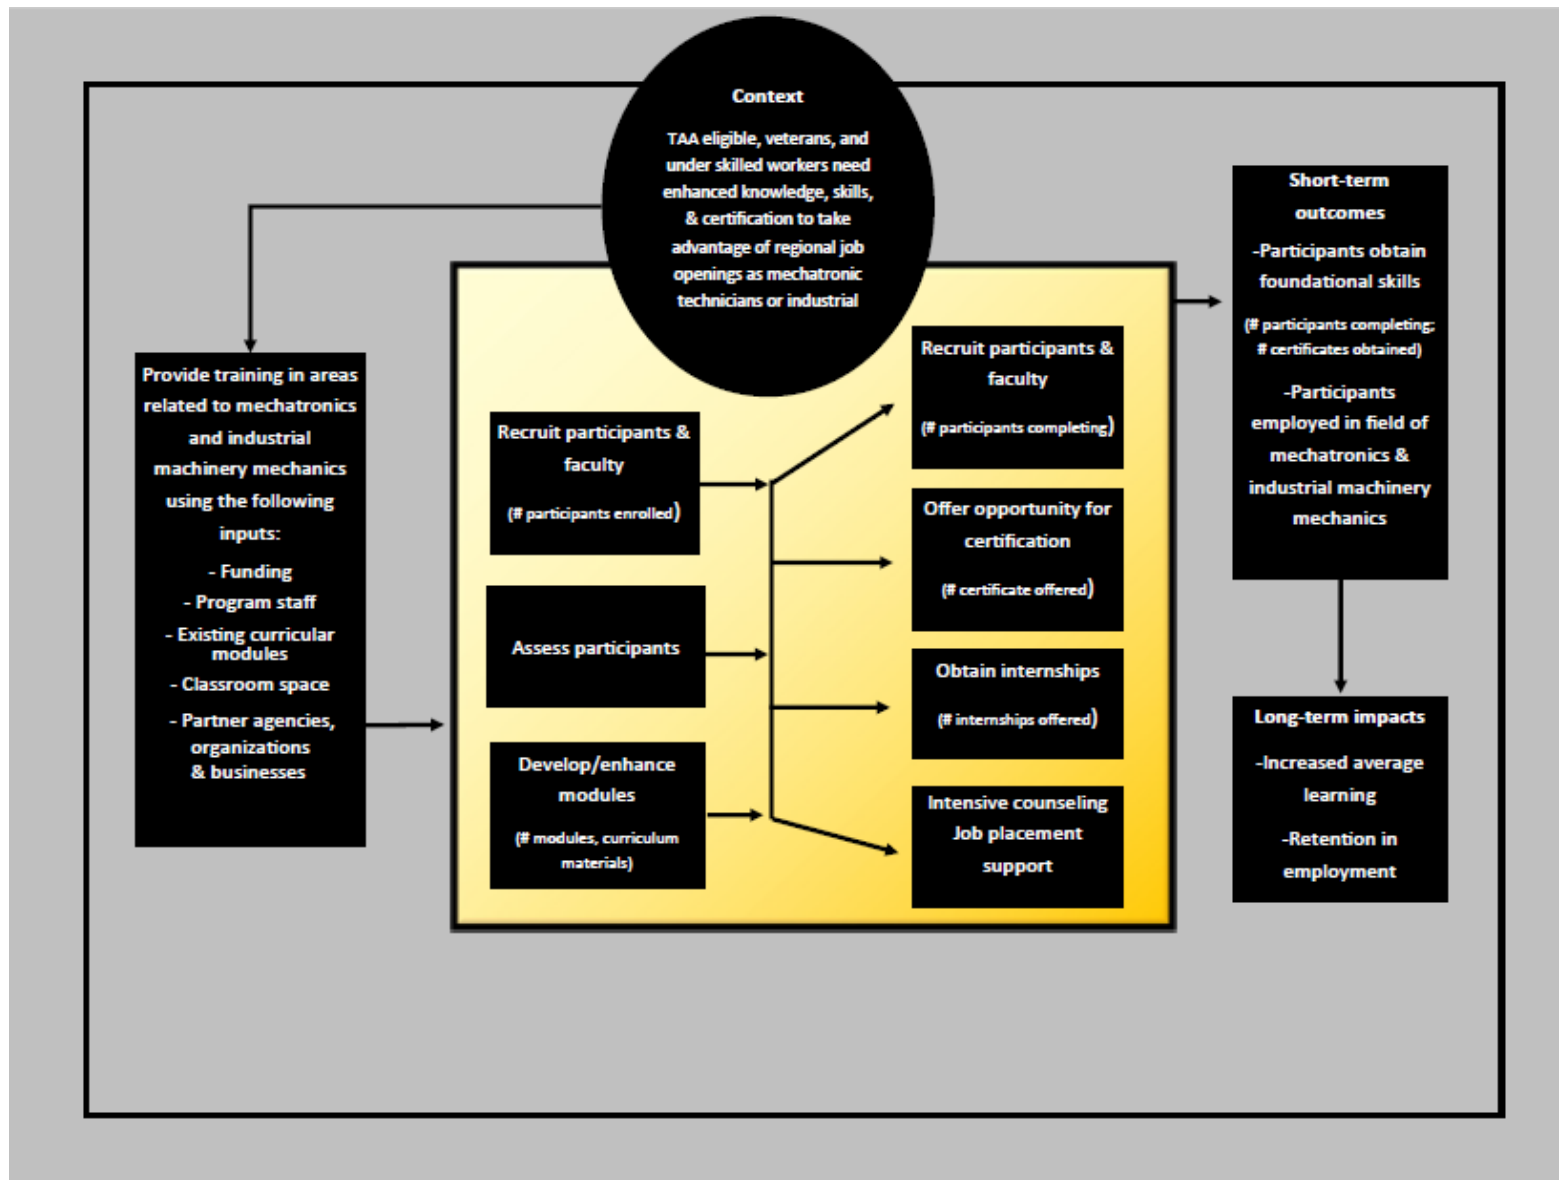 Context
TAA eligible, veterans, and
under skilled workers need
enhanced knowledge, skills,
& certification to take
advantage of regional job
openings as mechatronic
technicians or industrial
Provide training in areas
related to mechatronics
and industrial
machinery mechanics
using the following
inputs:
- Funding
- Program staff
- Existing curricular
modules
- Classroom space
- Partner agencies,
organizations
& businesses
Recruit participants &
faculty
(# participants enrolled)
Assess participants
Develop/enhance
modules
(# modules, curriculum
materials)
Recruit participants &
faculty
(# participants completing)
Offer opportunity for
certification
(# certificate offered)
Obtain internships
(# internships offered)
Intensive counseling
Job placement
support
Short-term
outcomes
-Participants obtain
foundational skills
(# participants completing;
# certificates obtained)
-Participants
employed in field of
mechatronics &
industrial machinery
mechanics
Long-term impacts
-Increased average
learning
-Retention in
employment